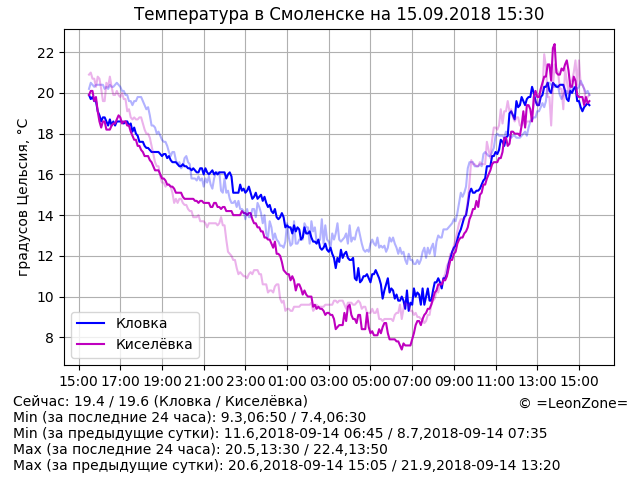 Температура в Смоленске на 15.09.2018 15:30
градусов Цельсия, °C
22
20
18
16
14
12
10
8
Кловка
Киселёвка
15:00 17:00 19:00 21:00 23:00 01:00 03:00 05:00 07:00 09:00 11:00 13:00 15:00
Сейчас: 19.4 / 19.6 (Кловка / Киселёвка)
© =LeonZone=
Min (за последние 24 часа): 9.3,06:50 / 7.4,06:30
Min (за предыдущие сутки): 11.6,2018-09-14 06:45 / 8.7,2018-09-14 07:35
Max (за последние 24 часа): 20.5,13:30 / 22.4,13:50
Max (за предыдущие сутки): 20.6,2018-09-14 15:05 / 21.9,2018-09-14 13:20